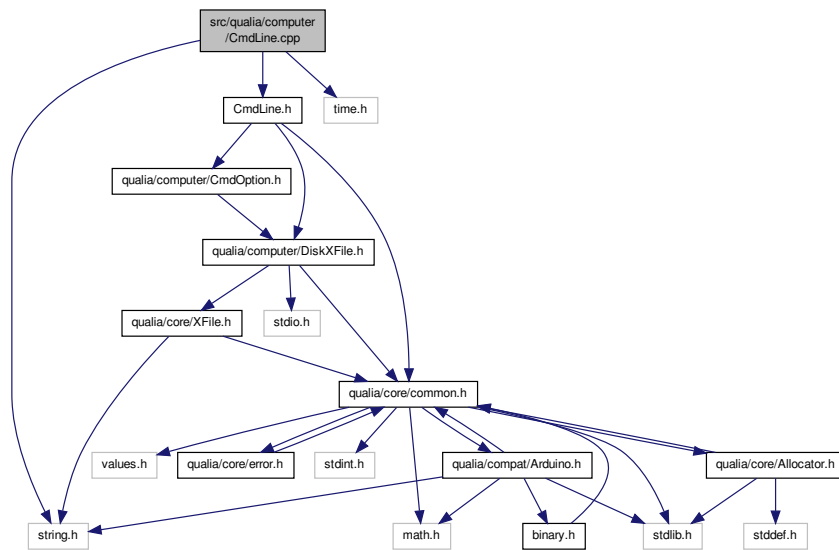 src/qualia/computer
/CmdLine.cpp
CmdLine.h
time.h
qualia/computer/CmdOption.h
qualia/computer/DiskXFile.h
qualia/core/XFile.h
stdio.h
qualia/core/common.h
values.h
qualia/core/error.h
stdint.h
qualia/compat/Arduino.h
qualia/core/Allocator.h
string.h
math.h
binary.h
stdlib.h
stddef.h